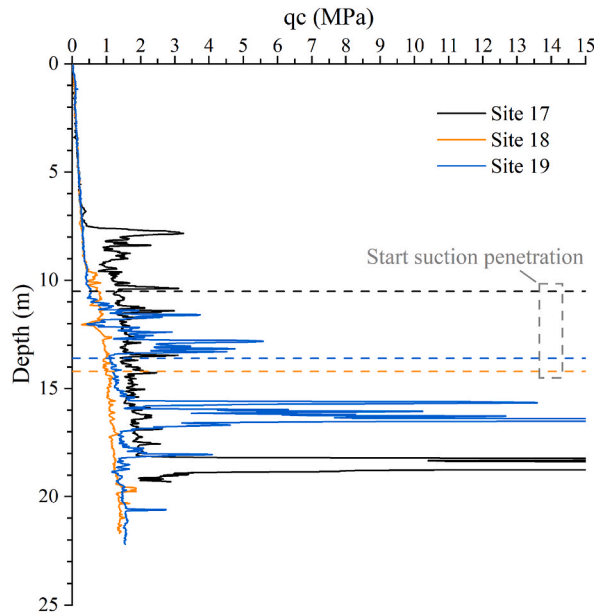 qc (MPa)
0 1 2 3 4 5 6 7 8 9 10 11 12 13 14 15
0
5
10
15
20
25
Depth (m)
Site 17
Site 18
Site 19
Start suction penetration